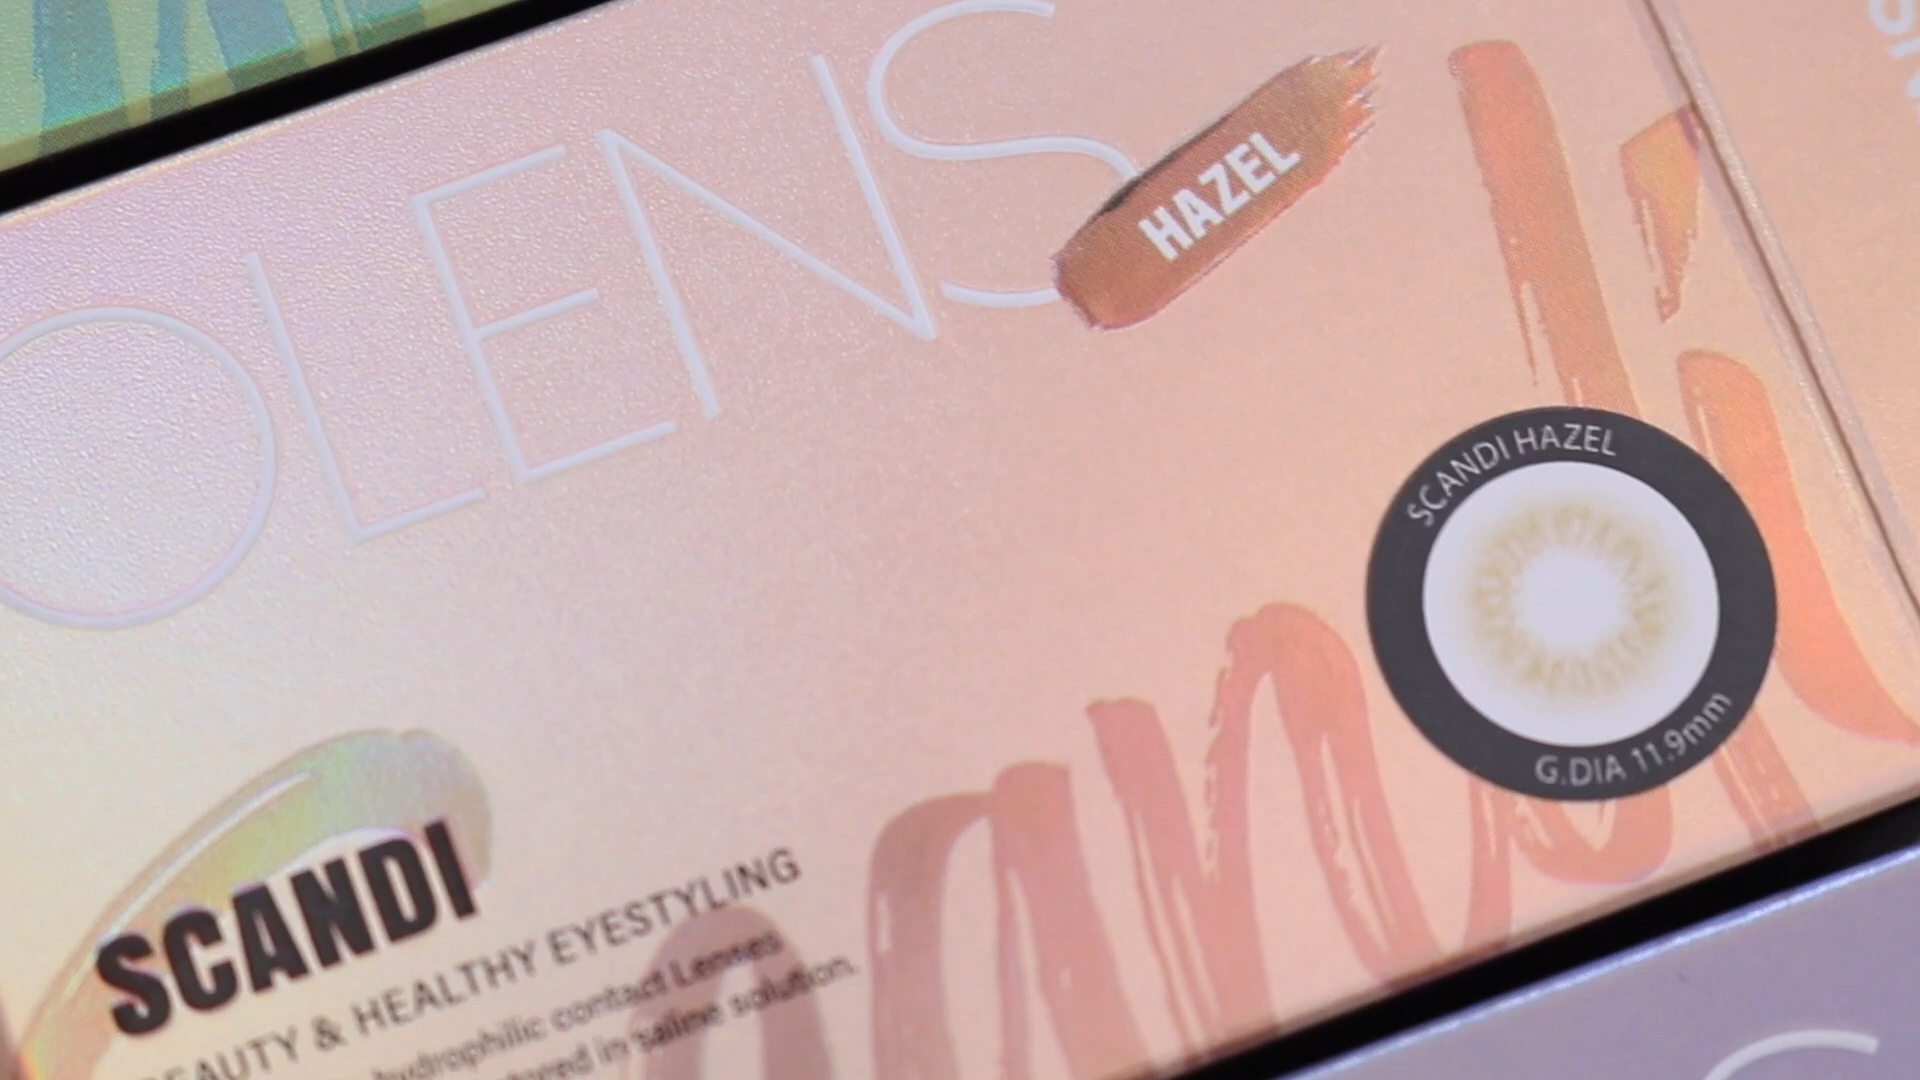 OLENS
HAZEL
SCANDI HAZEL
G.DIA 11.9mm
SCANDI
BEAUTY & HEALTHY EYESTYLING
hydrophilic contact Lenses
in saline solution.